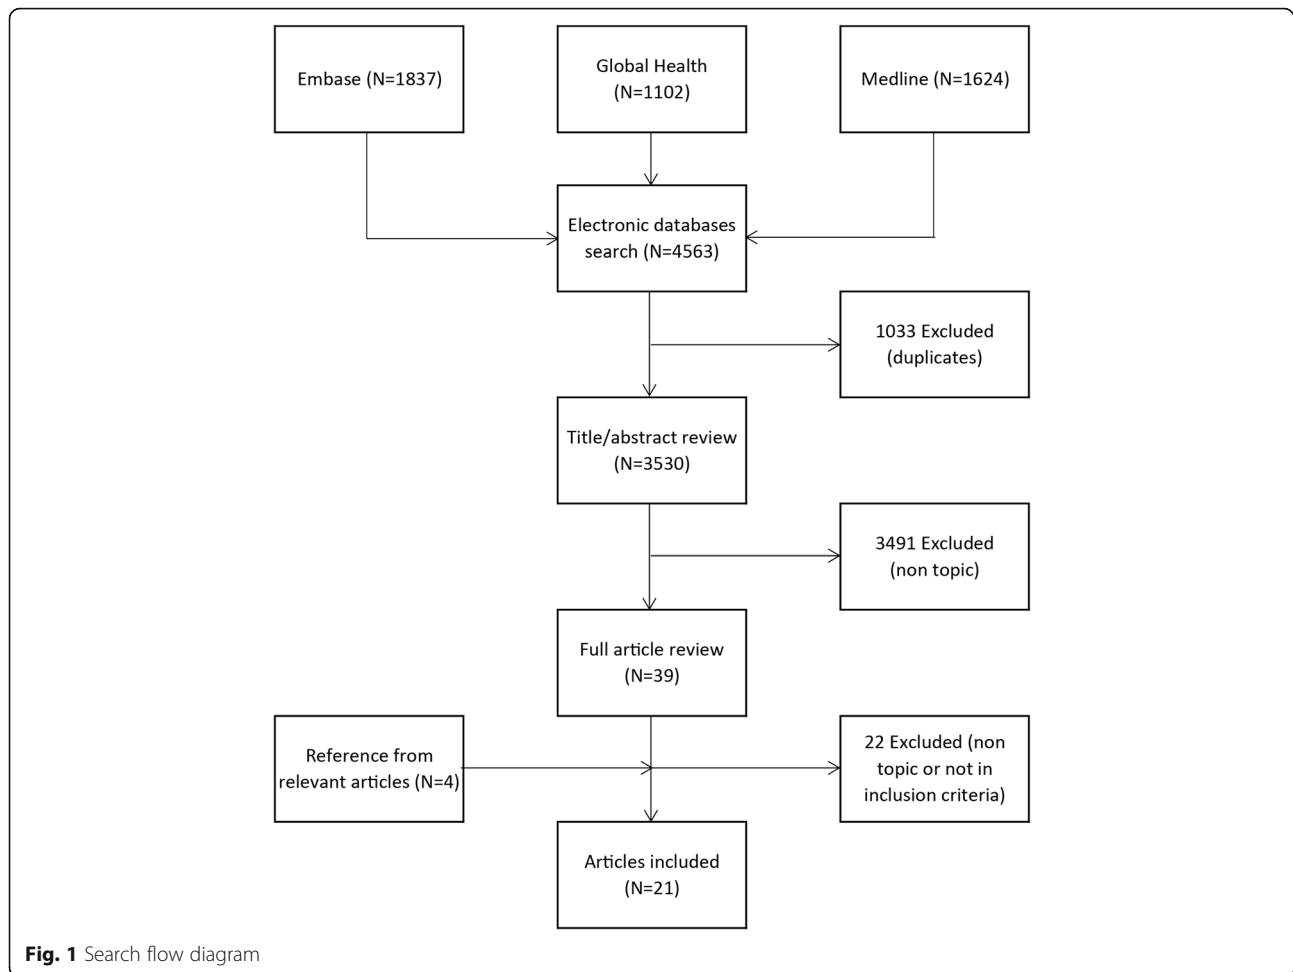 Embase (N=1837)
Global Health
(N=1102)
Medline (N=1624)
Electronic databases
search (N=4563)
1033 Excluded
(duplicates)
Title/abstract review
(N=3530)
3491 Excluded
(non topic)
Full article review
(N=39)
Reference from
relevant articles (N=4)
22 Excluded (non
topic or not in
inclusion criteria)
Articles included
(N=21)
Fig. 1 Search flow diagram